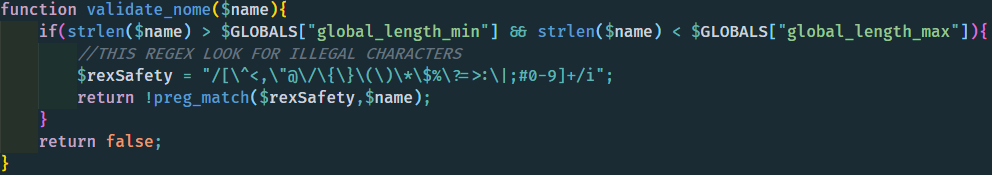 function validate_nome($name){
if(strlen($name) > $GLOBALS["global_length_min"] && strlen($name) < $GLOBALS["global_length_max"]){
//THIS REGEX LOOK FOR ILLEGAL CHARACTERS
$rexSafety = "/[\^<,\"@\/\{\}\(\)\*\$%\?=>:\|;#0-9]+/i";
return !preg_match($rexSafety,$name);
}
return false;
}